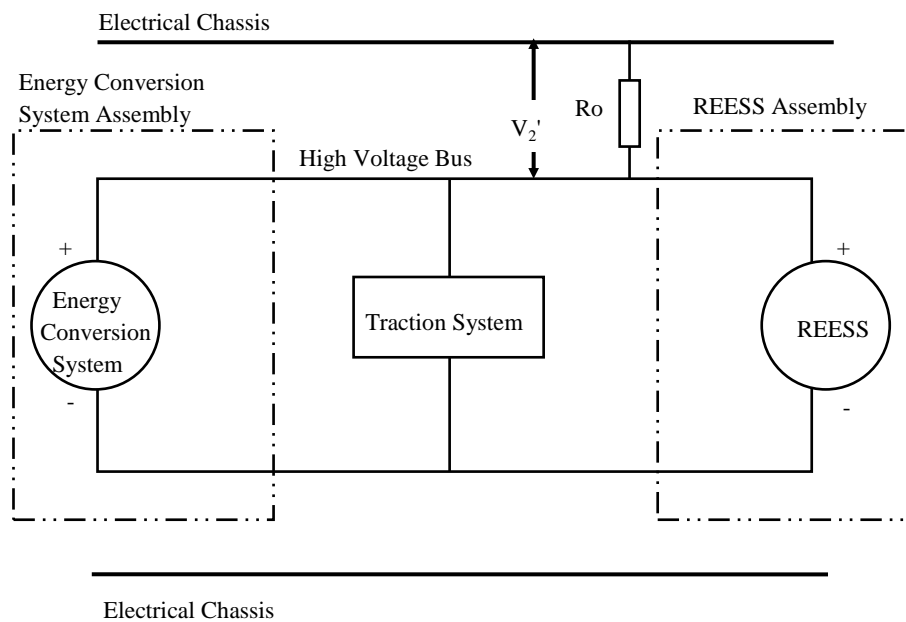 Electrical Chassis
Energy Conversion
System Assembly
V2'
Ro
REESS Assembly
High Voltage Bus
+
+
Energy
Conversion
System
Traction System
REESS
-
-
Electrical Chassis